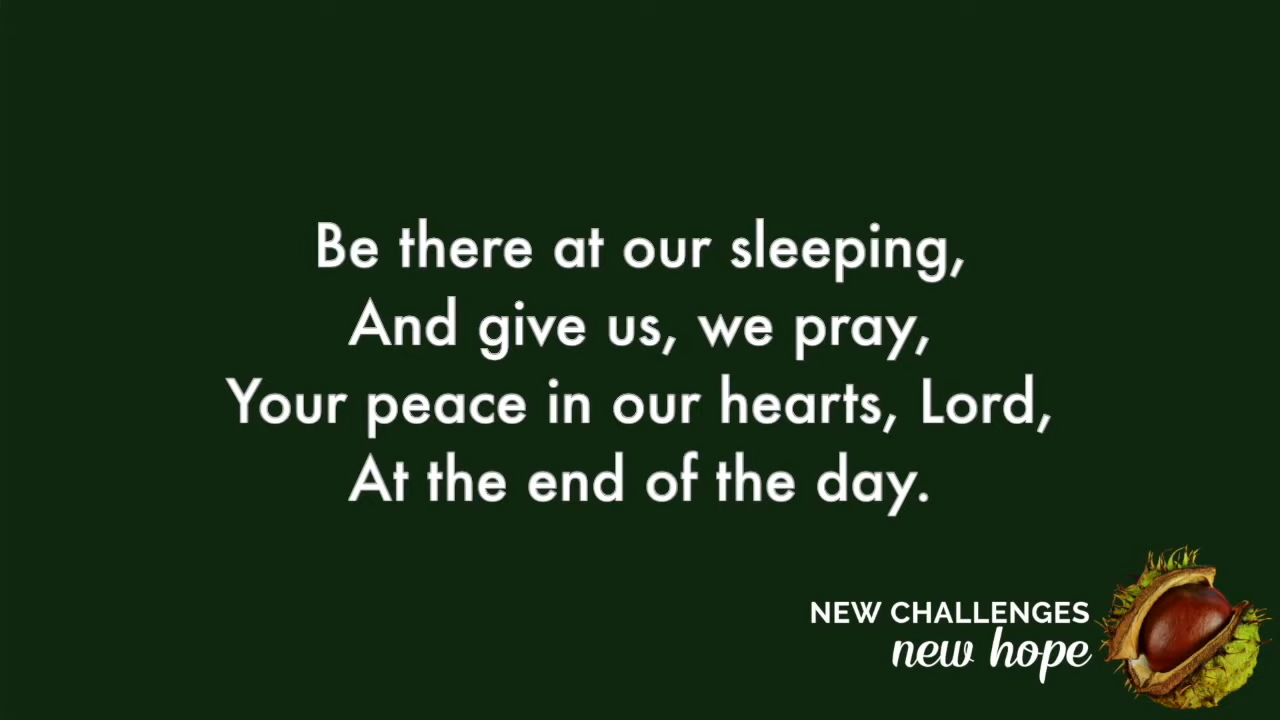 Be there at our sleeping,
And give us, we pray,
Your peace in our hearts, Lord,
At the end of the day.
NEW CHALLENGES
new hope